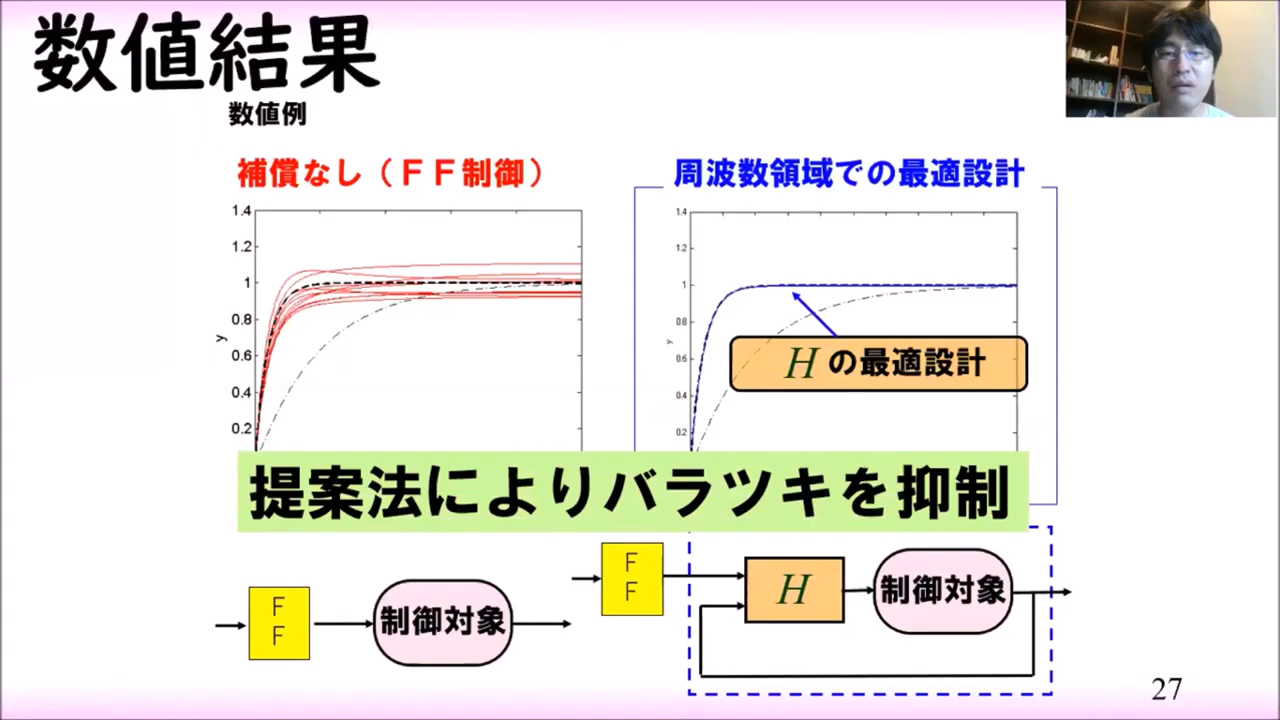 数値結果
数値例
補償なし（ＦＦ制御）
1.4
1.2
1
0.8
0.6
0.4
0.2
y
周波数領域での最適設計
1.4
1.2
1
0.8
0.6
0.4
0.2
y
Hの最適設計
提案法によりバラツキを抑制
F
F
制御対象
F
F
H
制御対象
27